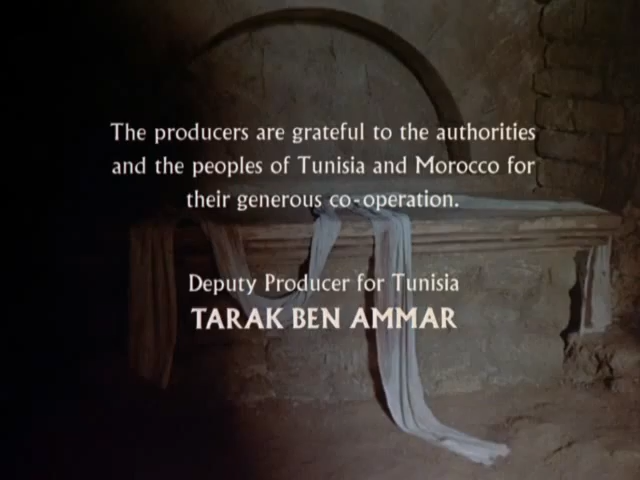 The producers are grateful to the authorities
and the peoples of Tunisia and Morocco for
their generous co-operation.
Deputy Producer for Tunisia
TARAK BEN AMMAR